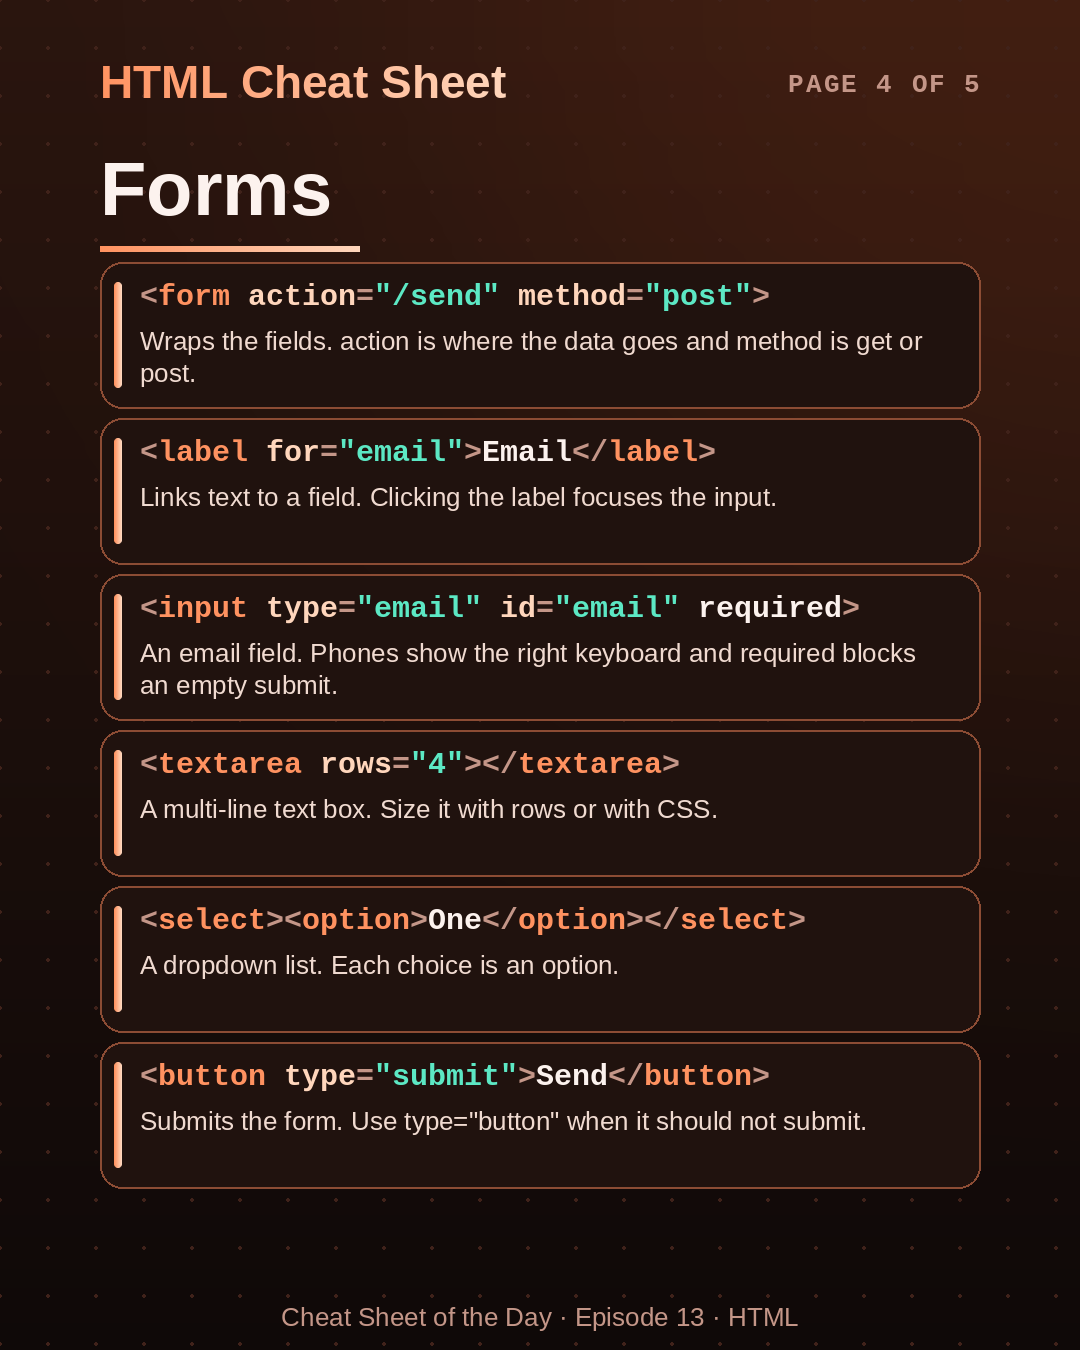 HTML Cheat Sheet
PAGE 4 OF 5
Forms
<form action="/send" method="post">
Wraps the fields. action is where the data goes and method is get or
post.
<label for="email">Email</label>
Links text to a field. Clicking the label focuses the input.
<input type="email" id="email" required>
An email field. Phones show the right keyboard and required blocks
an empty submit.
<textarea rows="4"></textarea>
A multi-line text box. Size it with rows or with CSS.
<select><option>One</option></select>
A dropdown list. Each choice is an option.
<button type="submit">Send</button>
Submits the form. Use type="button" when it should not submit.
Cheat Sheet of the Day · Episode 13 · HTML